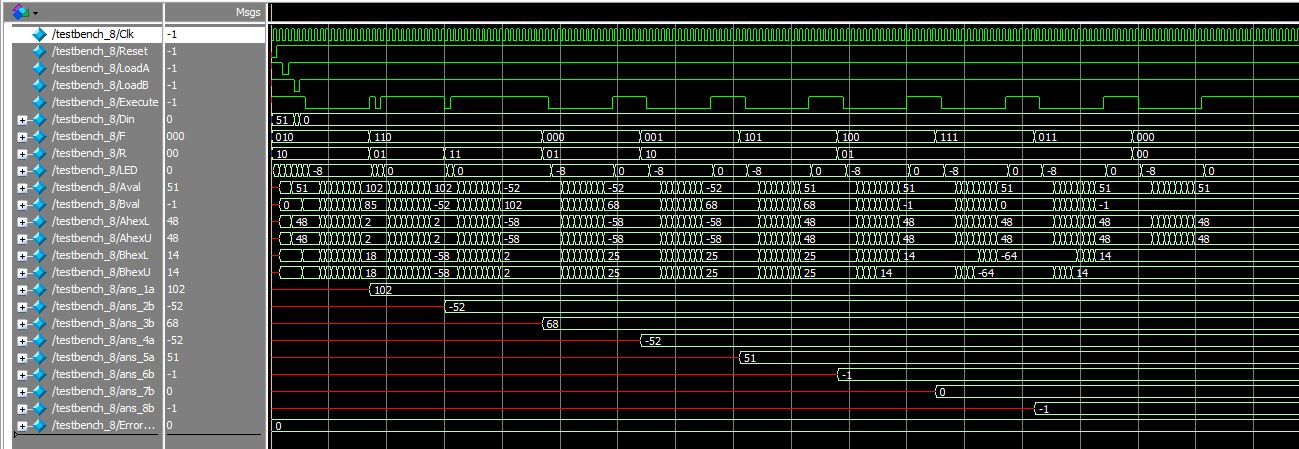 Msgs
/testbench_8/Clk -1
/testbench_8/Reset -1
/testbench_8/LoadA -1
/testbench_8/LoadB -1
/testbench_8/Execute -1
/testbench_8/Din 0 51 0
/testbench_8/F 000 010 110 000 001 101 100 111 011 000
/testbench_8/R 00 10 01 11 01 10 01 00
/testbench_8/LED 0 -8 0 0 -8 0 -8 0 -8 0 -8 0 -8 0 -8 0 -8 0
/testbench_8/Aval 51 51 102 102 -52 -52 -52 51 51 51 51 51
/testbench_8/Bval -1 0 85 -52 102 68 68 68 -1 0 -1
/testbench_8/AhexL 48 48 2 2 -58 -58 -58 48 48 48 48 48
/testbench_8/AhexU 48 48 2 2 -58 -58 -58 48 48 48 48 48
/testbench_8/BhexL 14 18 -58 2 25 25 25 14 -64 14
/testbench_8/BhexU 14 18 -58 2 25 25 25 14 -64 14
/testbench_8/ans_1a 102 102
/testbench_8/ans_2b -52 -52
/testbench_8/ans_3b 68 68
/testbench_8/ans_4a -52 -52
/testbench_8/ans_5a 51 51
/testbench_8/ans_6b -1 -1
/testbench_8/ans_7b 0 0
/testbench_8/ans_8b -1 -1
/testbench_8/Error... 0 0